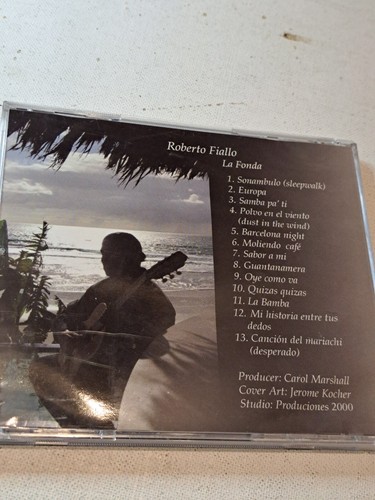 Roberto Fiallo
La Fonda
1. Sonambulo (sleepwalk)
2. Europa
3. Samba pa' ti
4. Polvo en el viento
(dust in the wind)
5. Barcelona night
6. Moliendo café
7. Sabor a mi
8. Guantanamera
9. Oye como va
10. Quizas quizas
11. La Bamba
12. Mi historia entre tus
dedos
13. Canción del mariachi
(desperado)
Producer: Carol Marshall
Cover Art: Jerome Kocher
Studio: Produciones 2000